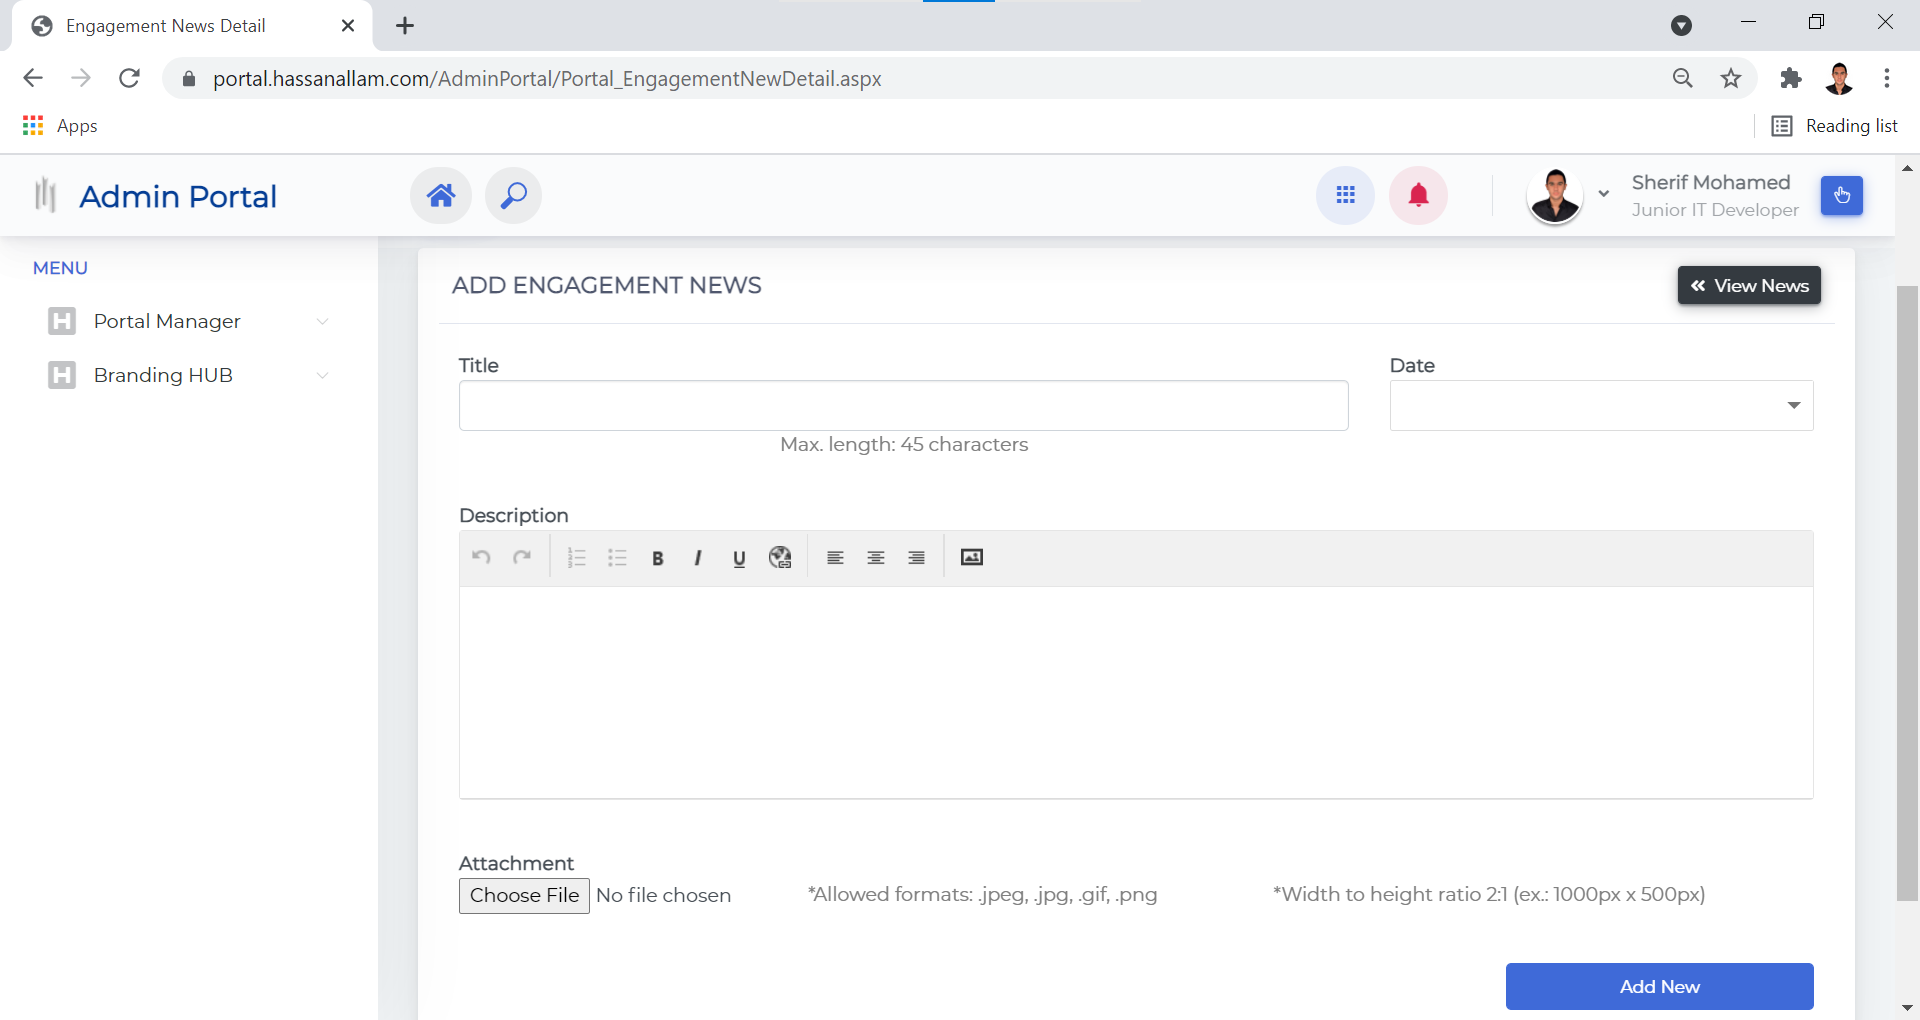 Engagement News Detail
portal.hassanallam.com/AdminPortal/Portal_EngagementNewDetail.aspx
Apps
Reading list
Admin Portal
Sherif Mohamed
Junior IT Developer
MENU
H Portal Manager
H Branding HUB
ADD ENGAGEMENT NEWS
View News
Title
Date
Max. length: 45 characters
Description
B I U
Attachment
Choose File No file chosen
*Allowed formats: .jpeg, .jpg, .gif, .png
*Width to height ratio 2:1 (ex.: 1000px x 500px)
Add New